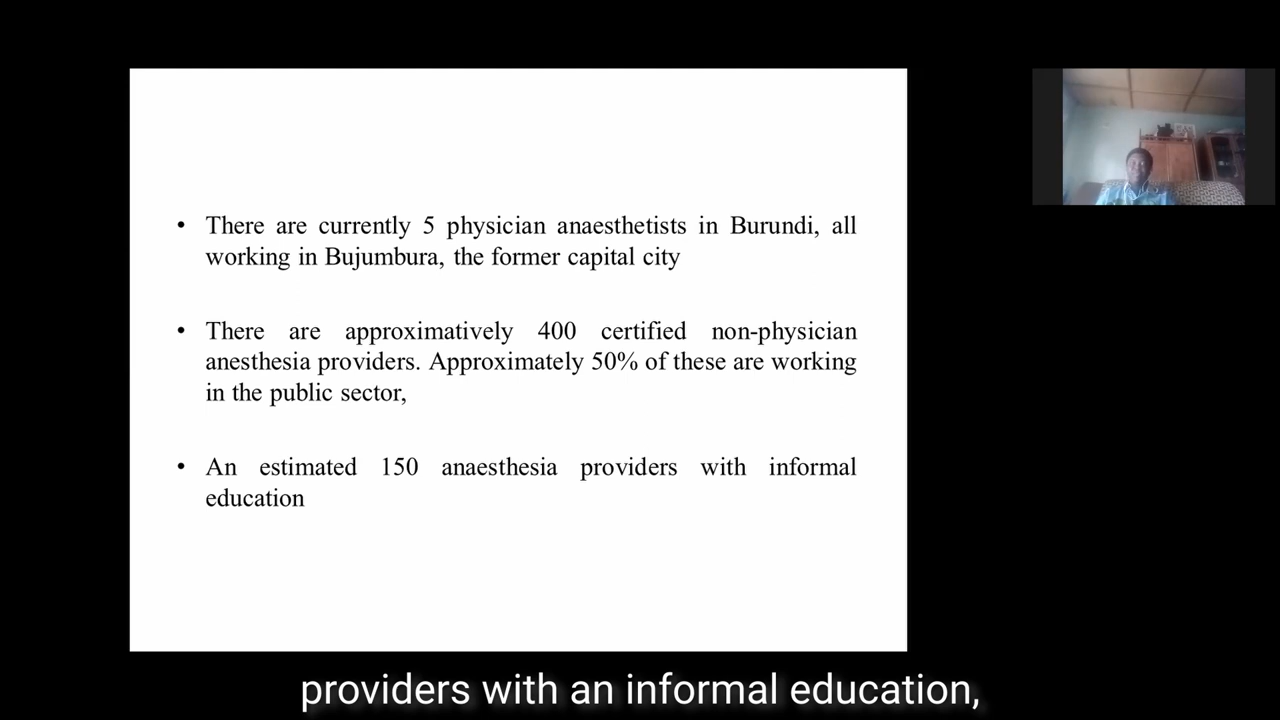 • There are currently 5 physician anaesthetists in Burundi, all
working in Bujumbura, the former capital city
• There are approximatively 400 certified non-physician
anesthesia providers. Approximately 50% of these are working
in the public sector,
• An estimated 150 anaesthesia providers with informal
education
providers with an informal education,